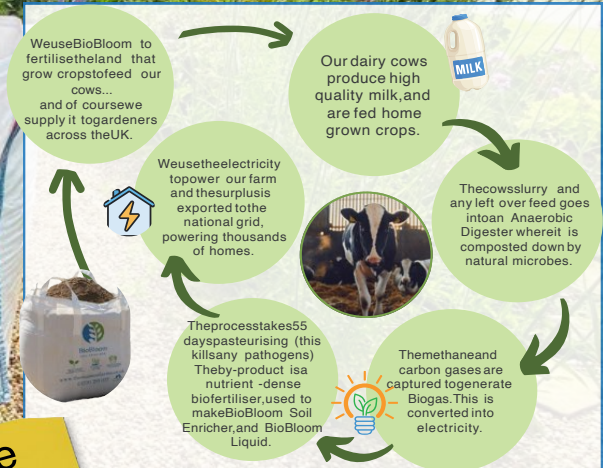 WeuseBioBloom to
fertilisetheland that
grow cropstofeed our
cows...
and of coursewe
supply it togardeners
across theUK.
Our dairy cows
produce high
quality milk,and
are fed home
grown crops.
MILK
Thecowsslurry and
any left over feed goes
intoan Anaerobic
Digester whereit is
composted down by
natural microbes.
Themethaneand
carbon gases are
captured togenerate
Biogas.This is
converted into
electricity.
Theprocesstakes55
dayspasteurising (this
killsany pathogens)
Theby-product isa
nutrient -dense
biofertiliser,used to
makeBioBloom Soil
Enricher,and BioBloom
Liquid.
Weusetheelectricity
topower our farm
and thesurplusis
exported tothe
national grid,
powering thousands
of homes.
BioBloom